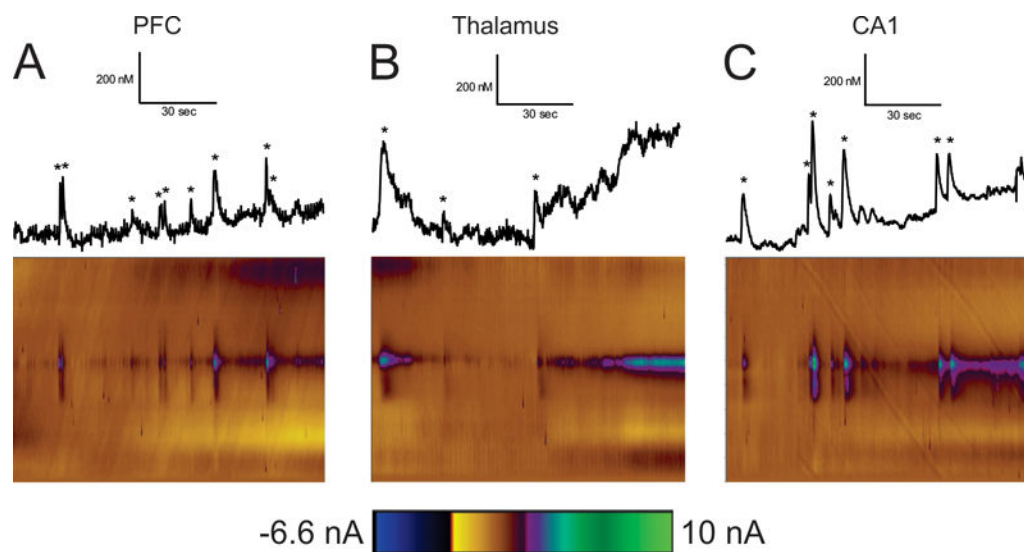 PFC
Thalamus
CA1
A
B
C
200 nM
30 sec
200 nM
30 sec
200 nM
30 sec
* * * * * * * * *
* * *
* * * * * * *
-6.6 nA
10 nA